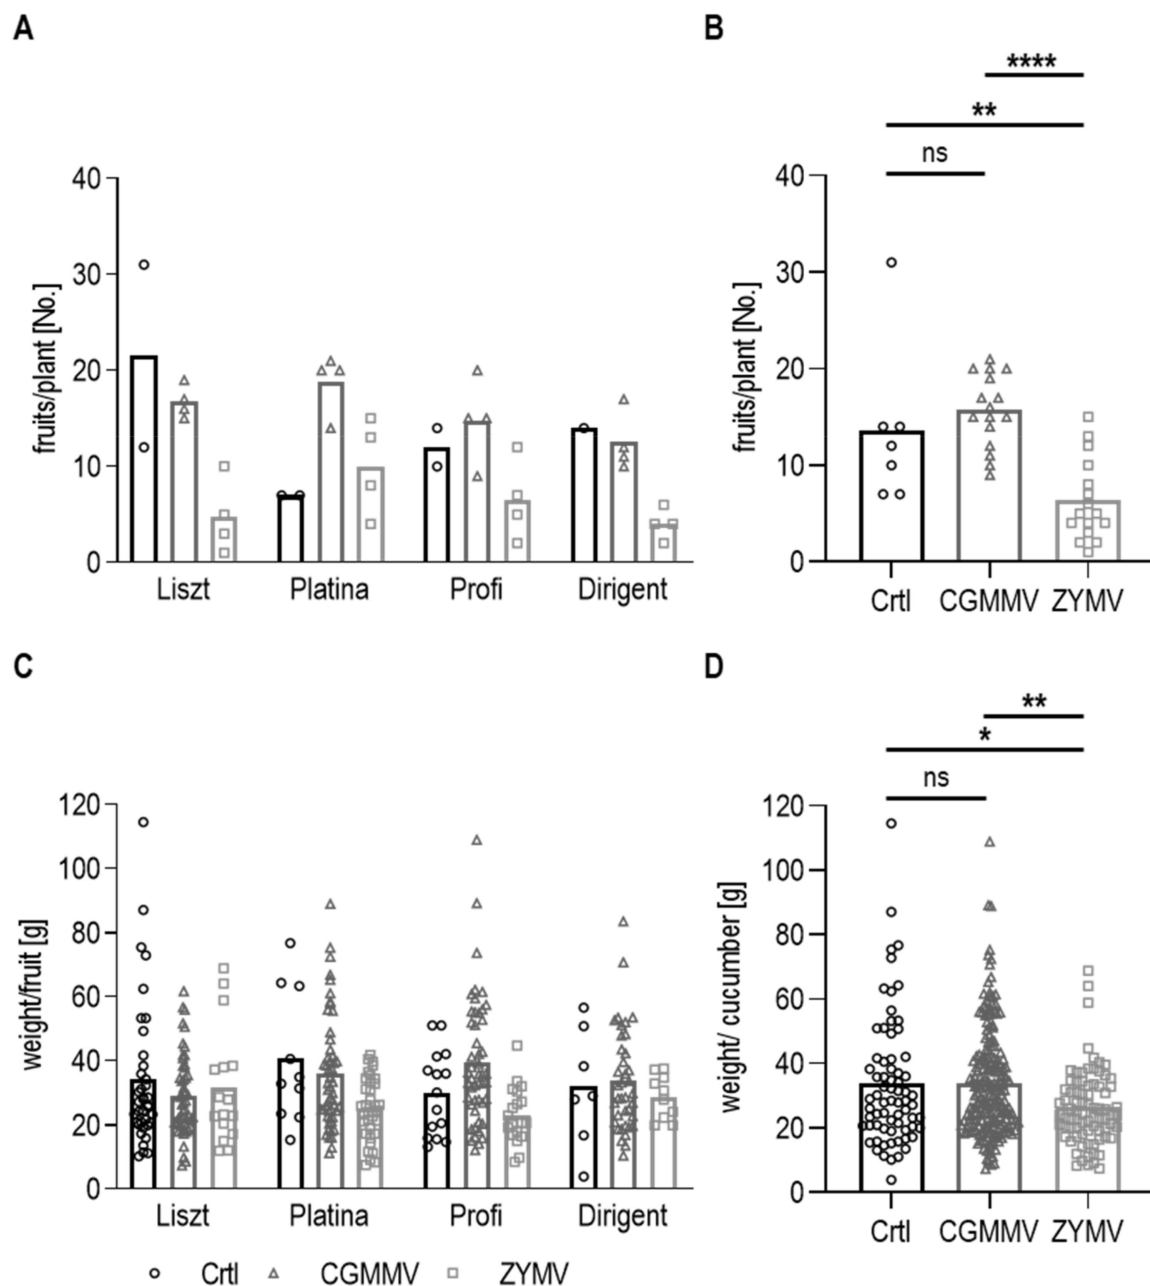 A
fruits/plant [No.]
40
30
20
10
0
Liszt Platina Profi Dirigent
B
****
**
ns
fruits/plant [No.]
40
30
20
10
0
Crtl CGMMV ZYMV
C
weight/fruit [g]
120
100
80
60
40
20
0
Liszt Platina Profi Dirigent
Crtl CGMMV ZYMV
D
**
*
ns
weight/ cucumber [g]
120
100
80
60
40
20
0
Crtl CGMMV ZYMV